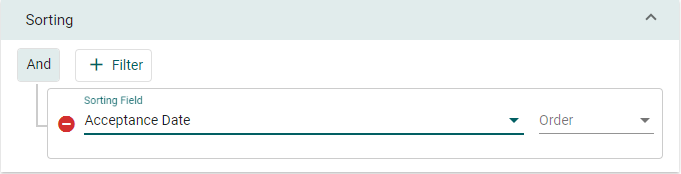 Sorting
And
+ Filter
Sorting Field
Acceptance Date
Order